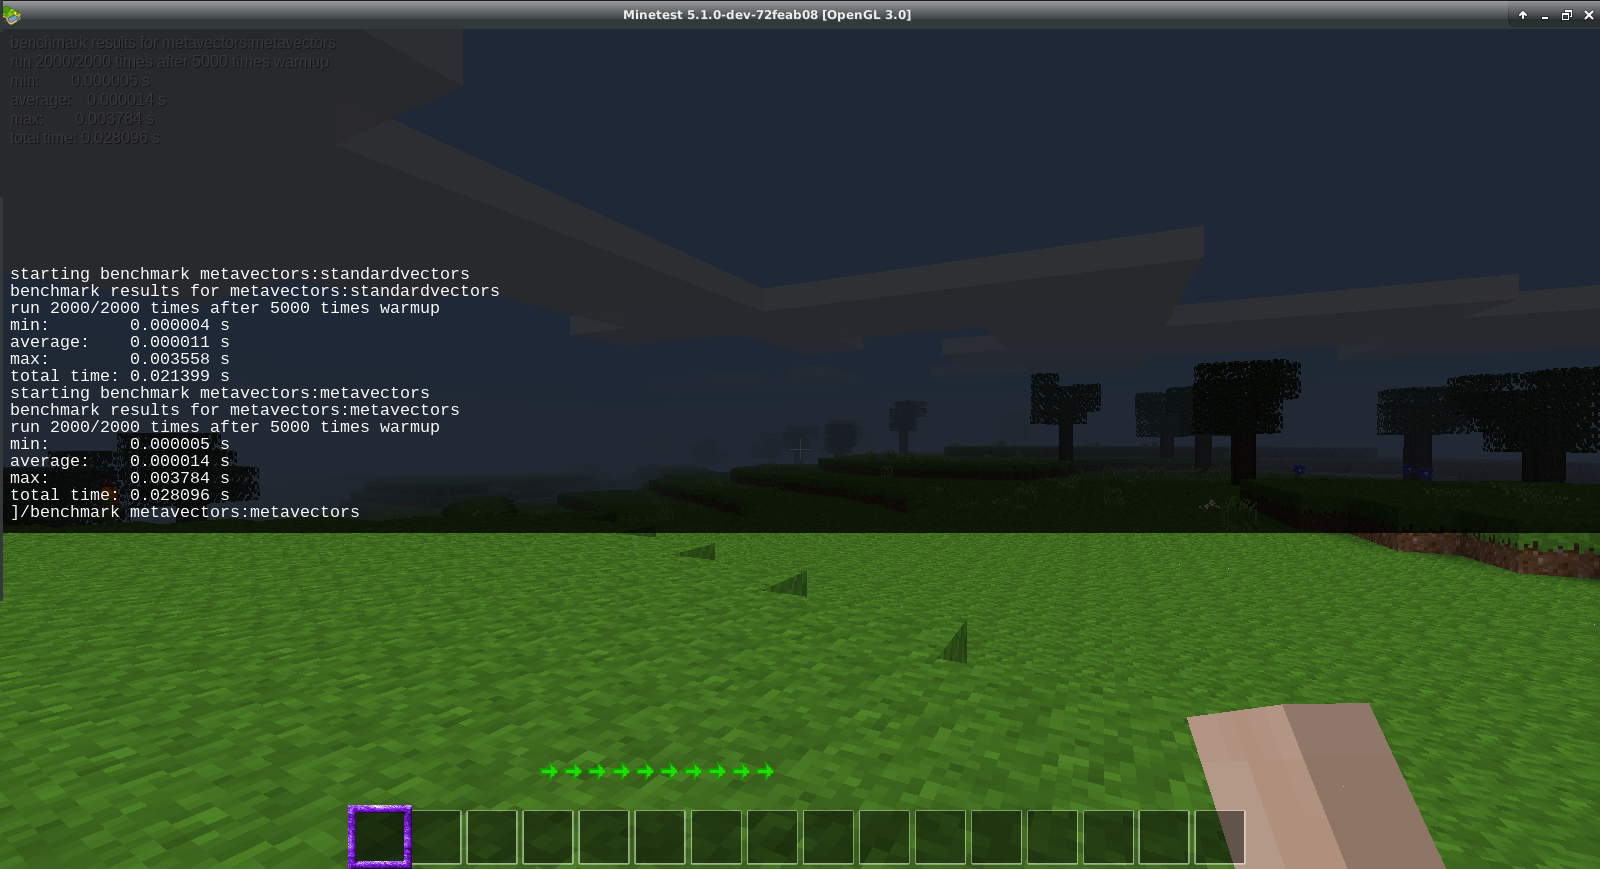 Minetest 5.1.0-dev-72feab08 [OpenGL 3.0]
benchmark results for metavectors:metavectors
run 2000/2000 times after 5000 times warmup
min: 0.000005 s
average: 0.000014 s
max: 0.003784 s
total time: 0.028096 s
starting benchmark metavectors:standardvectors
benchmark results for metavectors:standardvectors
run 2000/2000 times after 5000 times warmup
min: 0.000004 s
average: 0.000011 s
max: 0.003558 s
total time: 0.021399 s
starting benchmark metavectors:metavectors
benchmark results for metavectors:metavectors
run 2000/2000 times after 5000 times warmup
min: 0.000005 s
average: 0.000014 s
max: 0.003784 s
total time: 0.028096 s
]/benchmark metavectors:metavectors